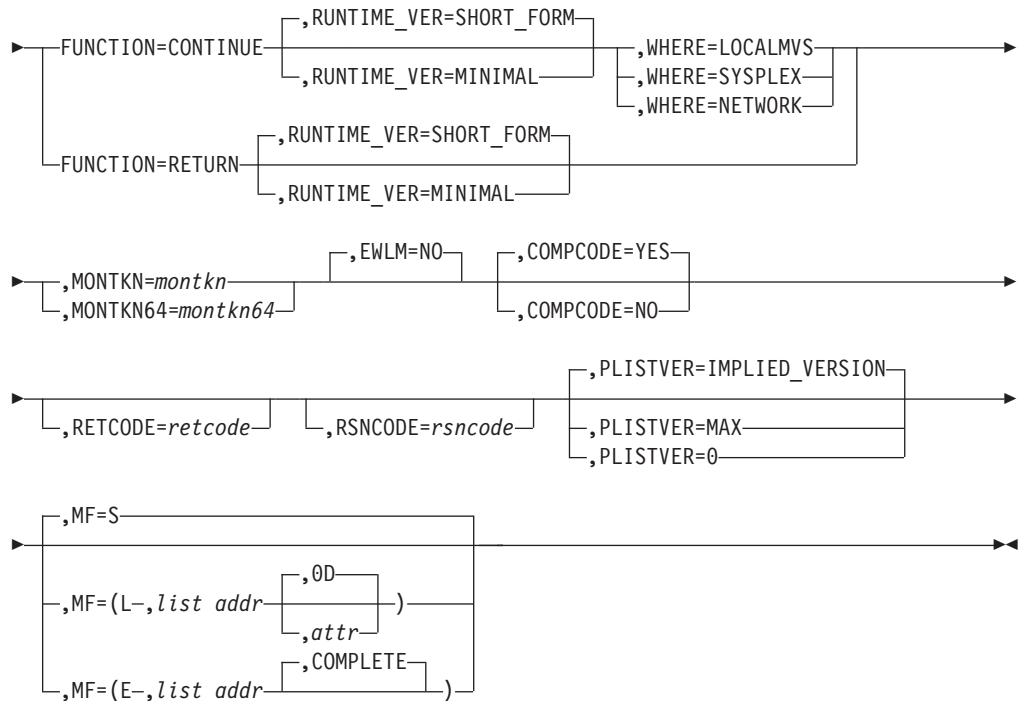 ,RUNTIME_VER=SHORT_FORM
FUNCTION=CONTINUE ,WHERE=LOCALMVS
,RUNTIME_VER=MINIMAL ,WHERE=SYSPLEX
,WHERE=NETWORK
,RUNTIME_VER=SHORT_FORM
FUNCTION=RETURN
,RUNTIME_VER=MINIMAL
,EWLM=NO ,COMPCODE=YES
,MONTKN=montkn
,MONTKN64=montkn64 ,COMPCODE=NO
,PLISTVER=IMPLIED_VERSION
,RETCODE=retcode ,RSNCODE=rsncode ,PLISTVER=MAX
,PLISTVER=0
,MF=S
,0D
,MF=(L ,list addr )
,attr
,COMPLETE
,MF=(E ,list addr )